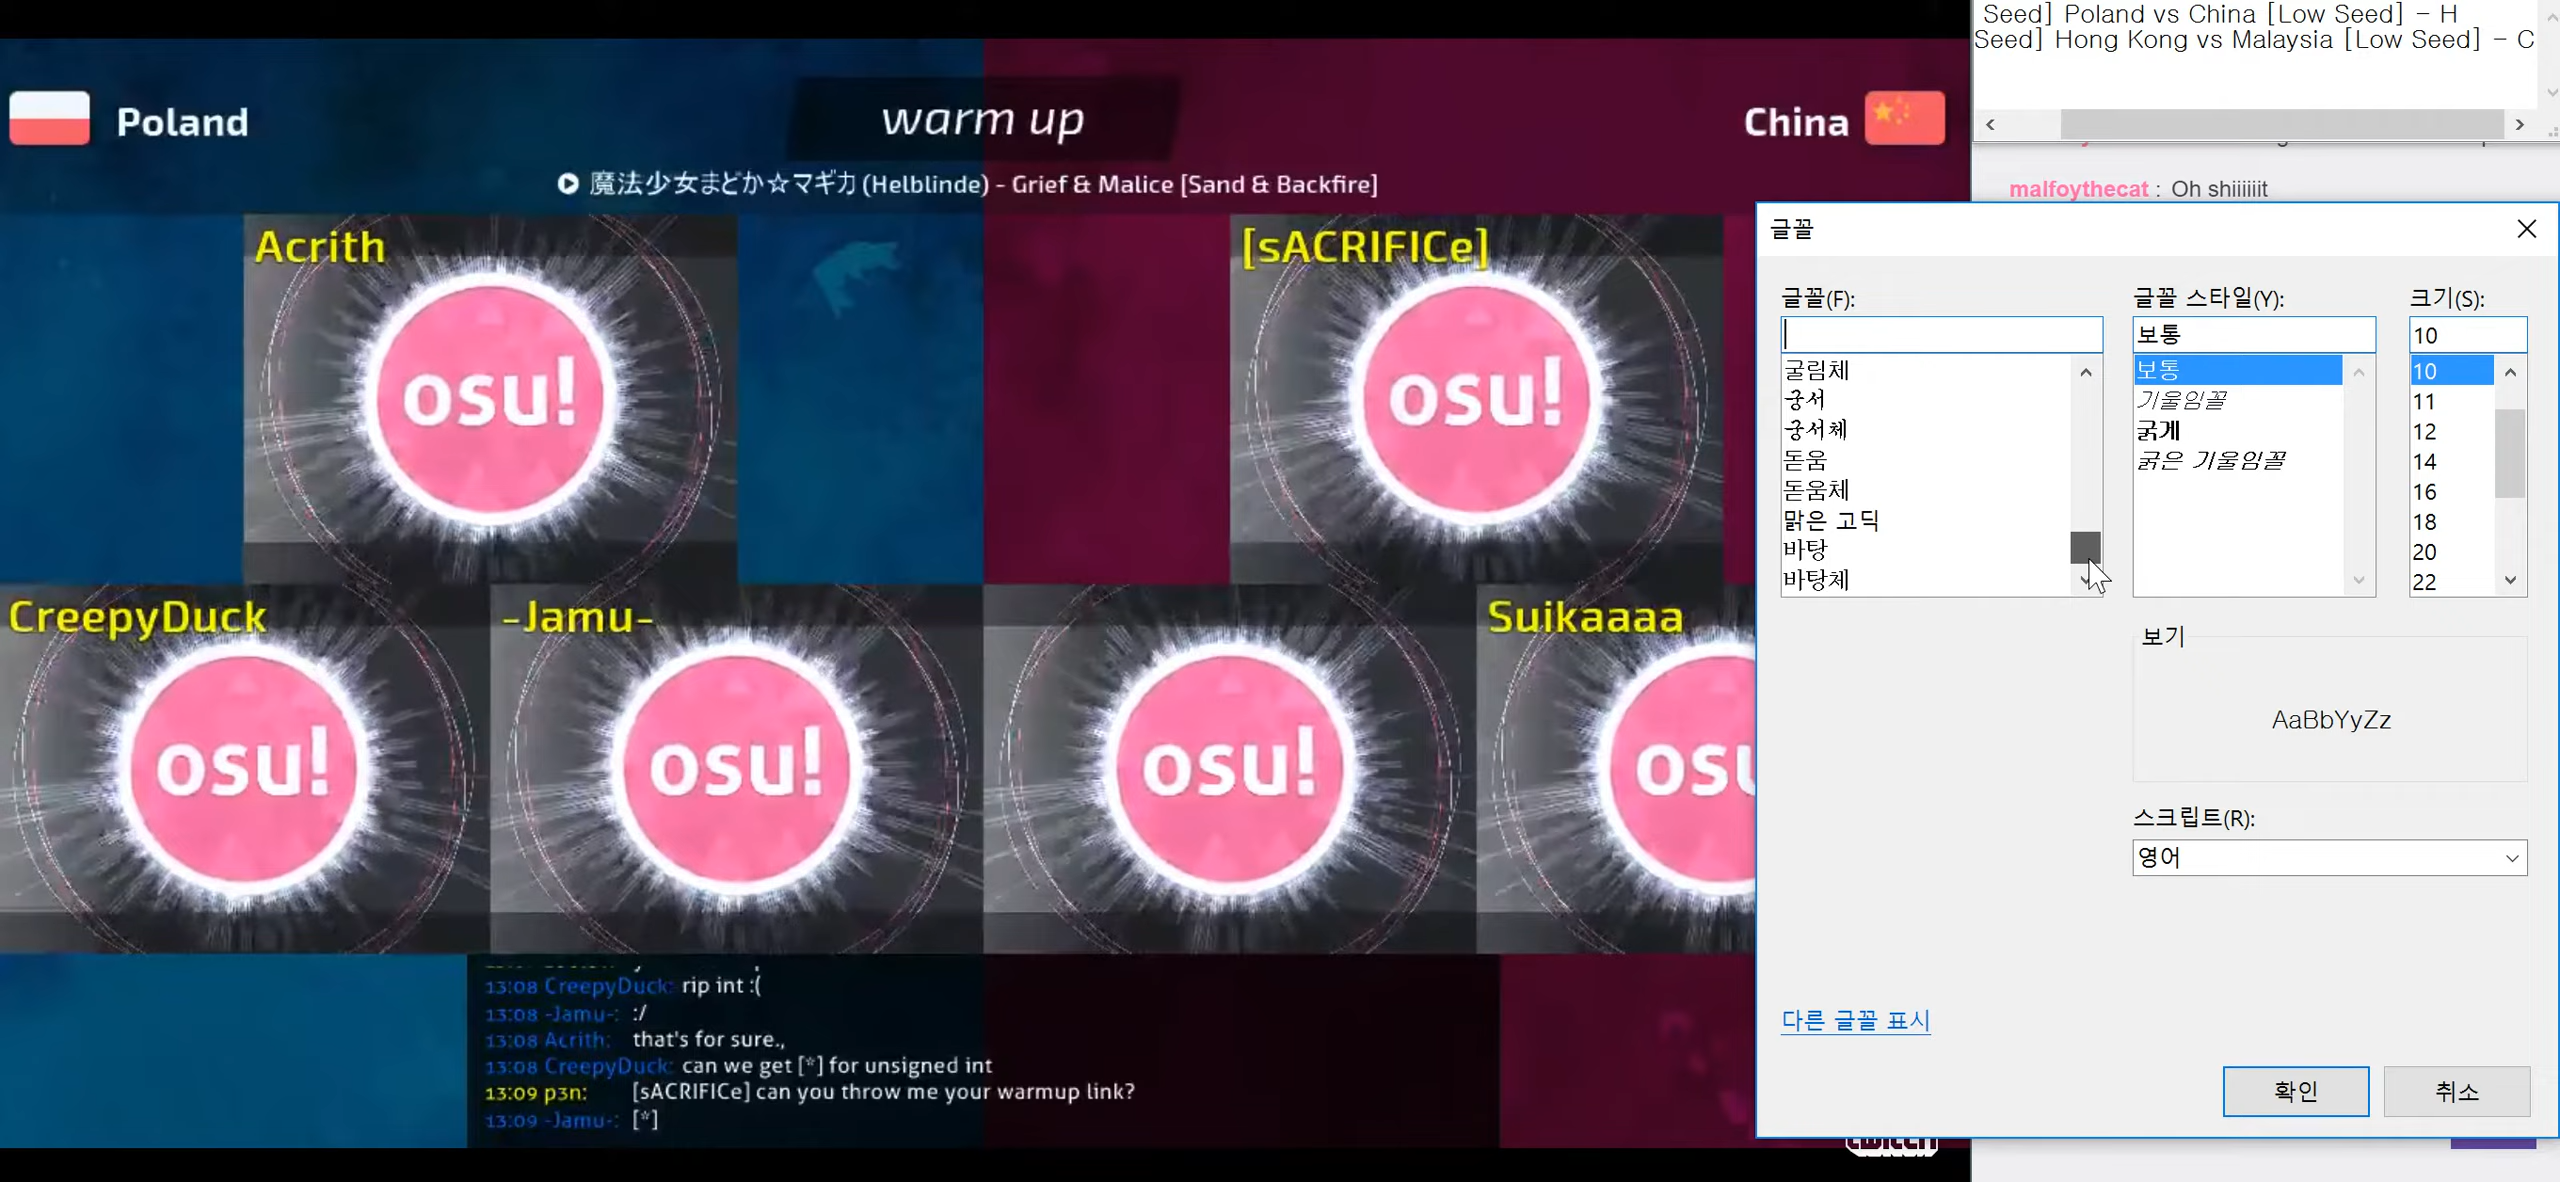 Poland
warm up
China
魔法少女まどか☆マギカ (Helblinde) - Grief & Malice [Sand & Backfire]
Acrith
[sACRIFICe]
osu!
osu!
CreepyDuck
-Jamu-
Suikaaaa
osu!
osu!
osu!
osu
13:08 CreepyDuck: rip int :(
13:08 -Jamu-: :/
13:08 Acrith: that's for sure.,
13:08 CreepyDuck: can we get [*] for unsigned int
13:09 p3n: [sACRIFICe] can you throw me your warmup link?
13:09 -Jamu-: [*]
twitch
Seed] Poland vs China [Low Seed] - H
Seed] Hong Kong vs Malaysia [Low Seed] - C
malfoythecat : Oh shiiiiiit
글꼴
글꼴(F):
굴림체
궁서
궁서체
돋움
돋움체
맑은 고딕
바탕
바탕체
글꼴 스타일(Y):
보통
보통
기울임꼴
굵게
굵은 기울임꼴
크기(S):
10
10
11
12
14
16
18
20
22
보기
AaBbYyZz
스크립트(R):
영어
다른 글꼴 표시
확인
취소